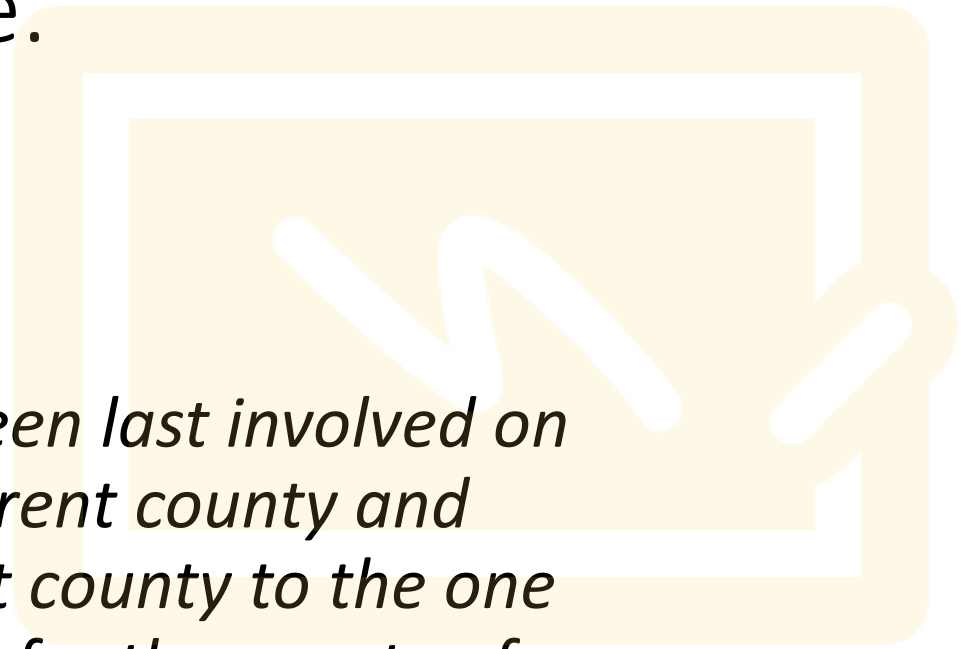 e.
een last involved on
rent county and
t county to the one